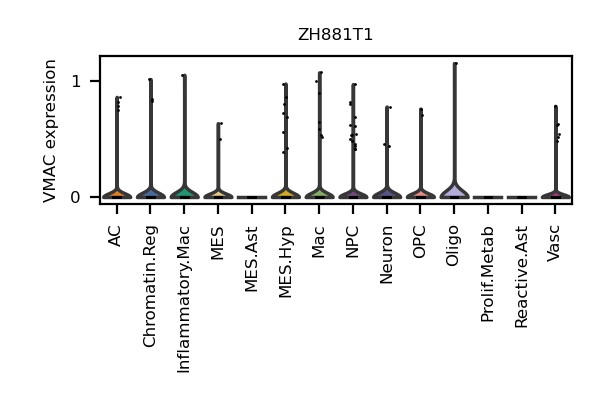 ZH881T1
VMAC expression
1
0
AC
Chromatin.Reg
Inflammatory.Mac
MES
MES.Ast
MES.Hyp
Mac
NPC
Neuron
OPC
Oligo
Prolif.Metab
Reactive.Ast
Vasc